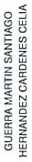 GUERRA MARTIN SANTIAGO
HERNANDEZ CARDENES CELIA